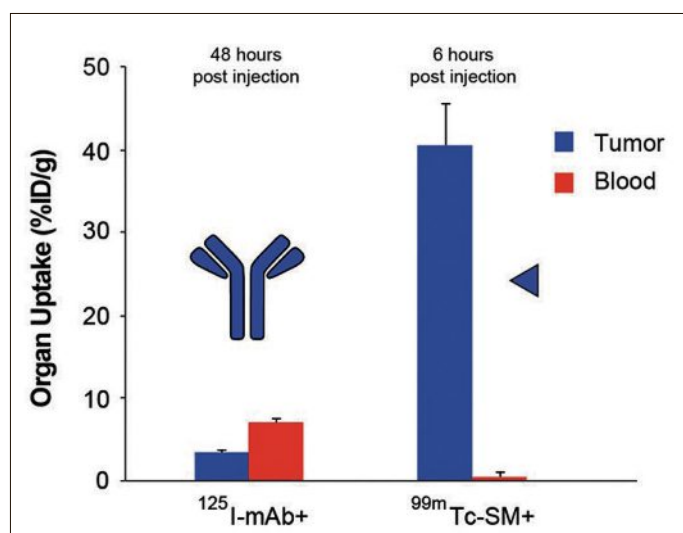 48 hours
post injection
6 hours
post injection
50
40
30
20
10
0
Organ Uptake (%ID/g)
Tumor
Blood
¹²⁵I-mAb+
⁹⁹ᵐTc-SM+